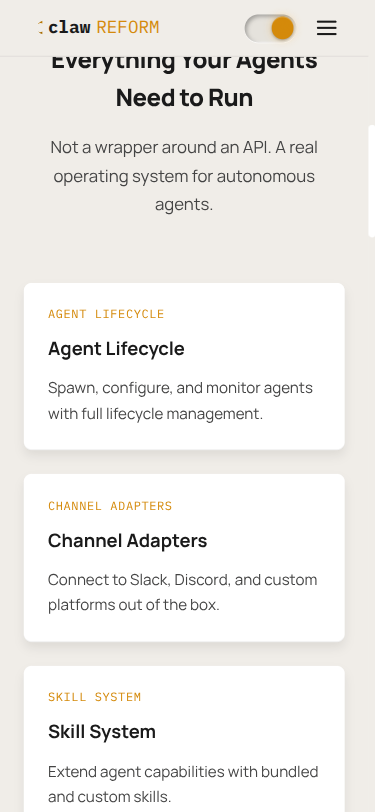 claw REFORM
Everything Your Agents
Need to Run
Not a wrapper around an API. A real
operating system for autonomous
agents.
AGENT LIFECYCLE
Agent Lifecycle
Spawn, configure, and monitor agents
with full lifecycle management.
CHANNEL ADAPTERS
Channel Adapters
Connect to Slack, Discord, and custom
platforms out of the box.
SKILL SYSTEM
Skill System
Extend agent capabilities with bundled
and custom skills.